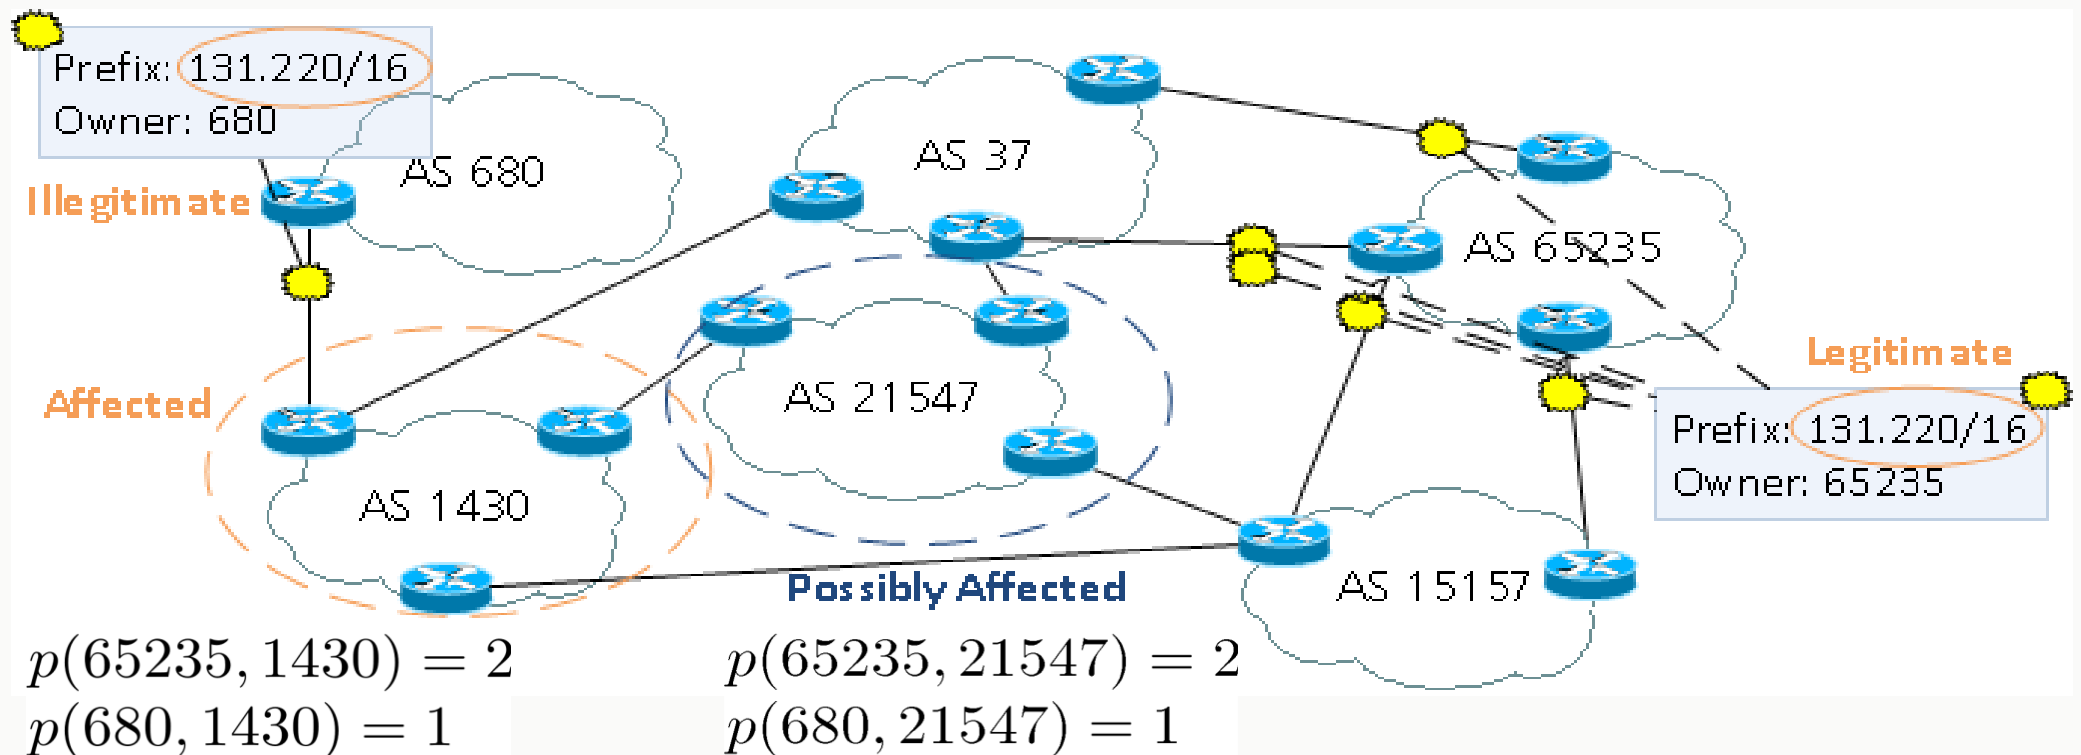 Prefix: 131.220/16
Owner: 680
AS 680
AS 37
Illegitimate
AS 65235
Legitimate
Affected
AS 21547
Prefix: 131.220/16
Owner: 65235
AS 1430
Possibly Affected
AS 15157
p(65235, 1430) = 2
p(680, 1430) = 1
p(65235, 21547) = 2
p(680, 21547) = 1